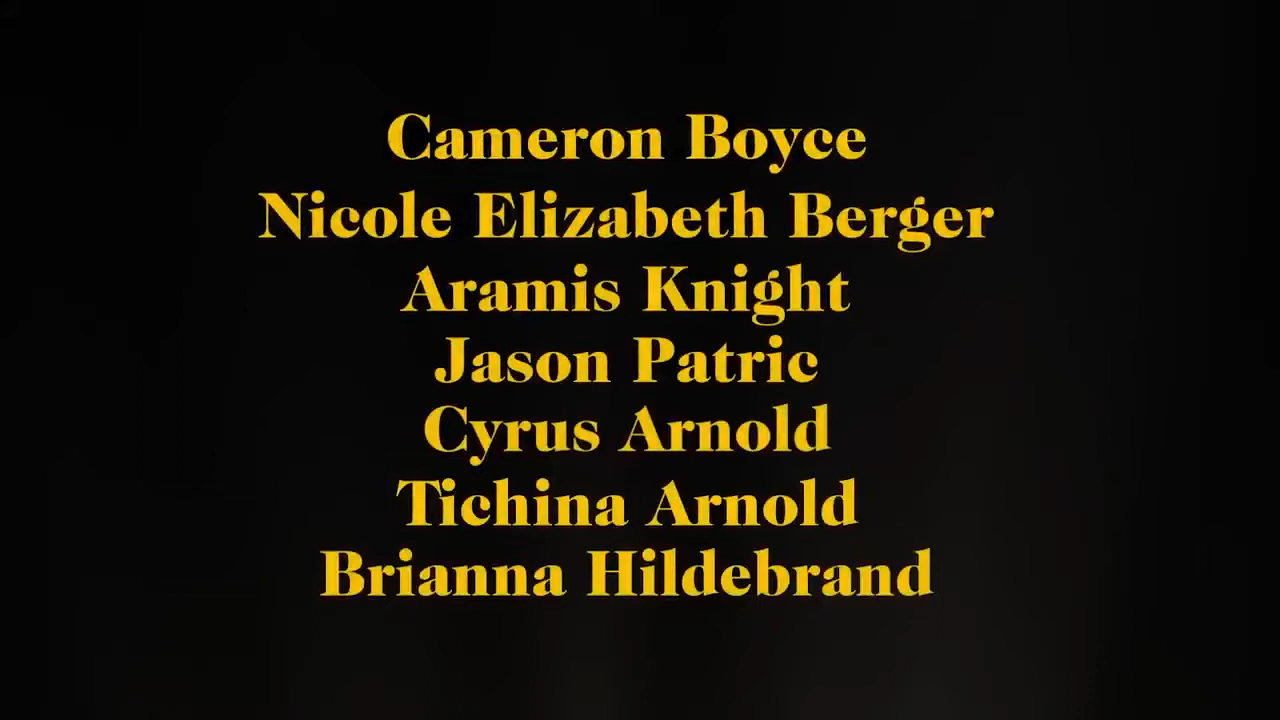 Cameron Boyce
Nicole Elizabeth Berger
Aramis Knight
Jason Patric
Cyrus Arnold
Tichina Arnold
Brianna Hildebrand